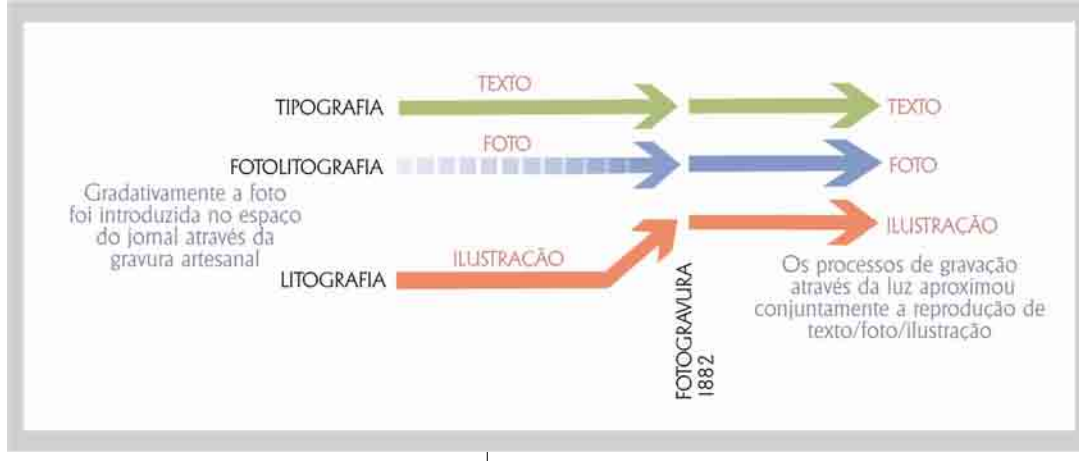 TEXTO
TIPOGRAFIA
TEXTO
FOTO
FOTOLITOGRAFIA
FOTO
Gradativamente a foto
foi introduzida no espaço
do jornal através da
gravura artesanal
ILUSTRAÇÃO
LITOGRAFIA
ILUSTRAÇÃO
FOTOGRAVURA
1882
Os processos de gravação
através da luz aproximou
conjuntamente a reprodução de
texto/foto/ilustração